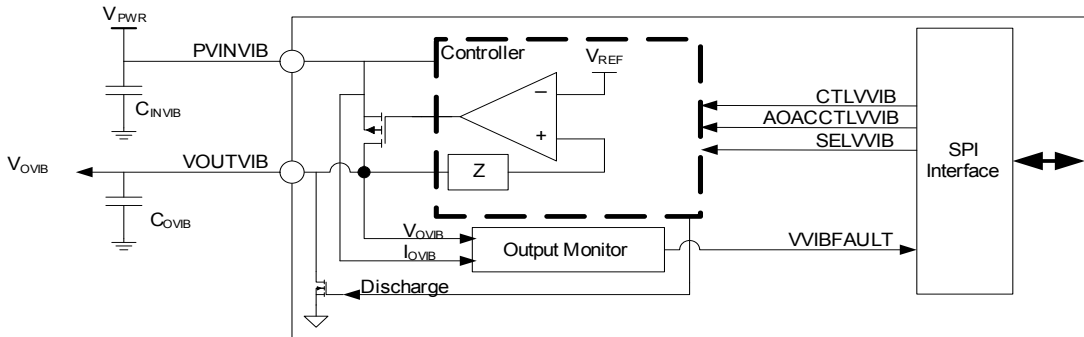 VPWR
PVINVIB
Controller
VREF
CINVIB
CTLVVIB
AOACCTLVVIB
SELVVIB
SPI
Interface
VOVIB
VOUTVIB
Z
COVIB
VOVIB
IOVIB
Output Monitor
VVIBFAULT
Discharge
−
+